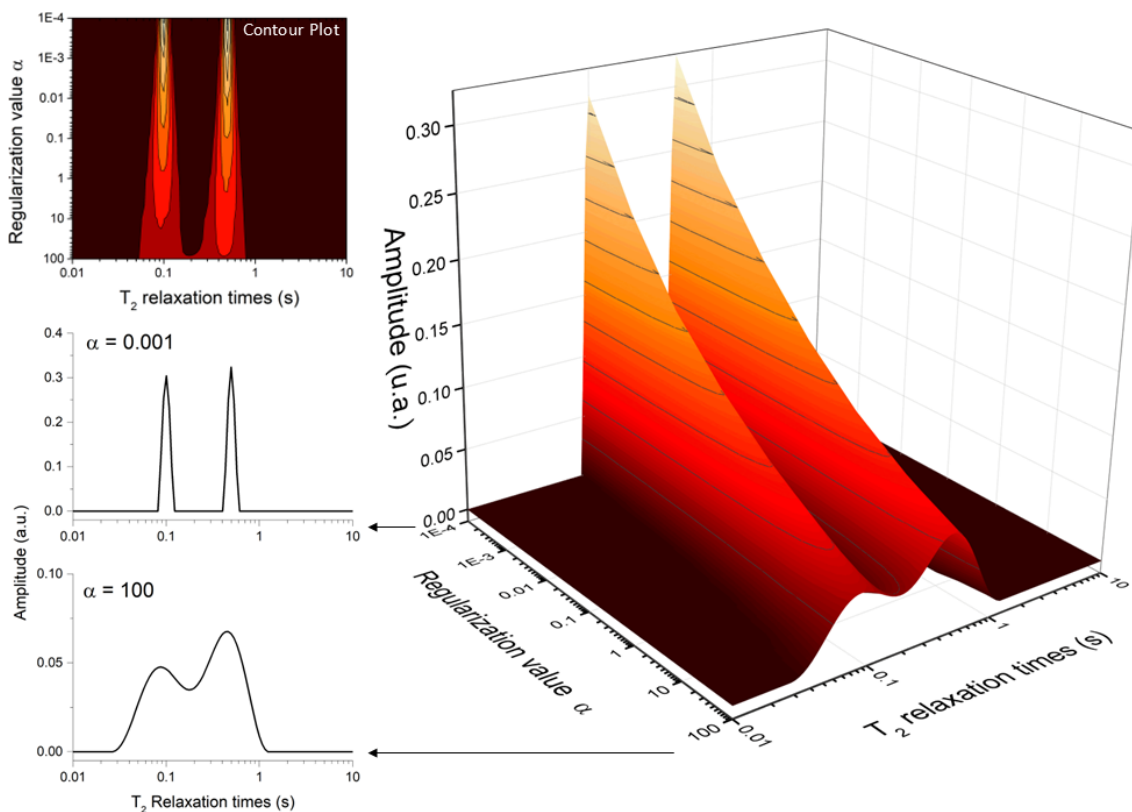 Contour Plot
Regularization value α
1E-4
1E-3
0.01
0.1
1
10
100
0.01
0.1
1
10
T2 relaxation times (s)
α = 0.001
0.4
0.3
0.2
0.1
0.0
0.01
0.1
1
10
Amplitude (a.u.)
α = 100
0.10
0.05
0.00
0.01
0.1
1
10
T2 Relaxation times (s)
Amplitude (u.a.)
0.30
0.25
0.20
0.15
0.10
0.05
0.00
1E-4
1E-3
0.01
0.1
1
10
100
Regularization value α
0.01
0.1
1
10
T2 relaxation times (s)